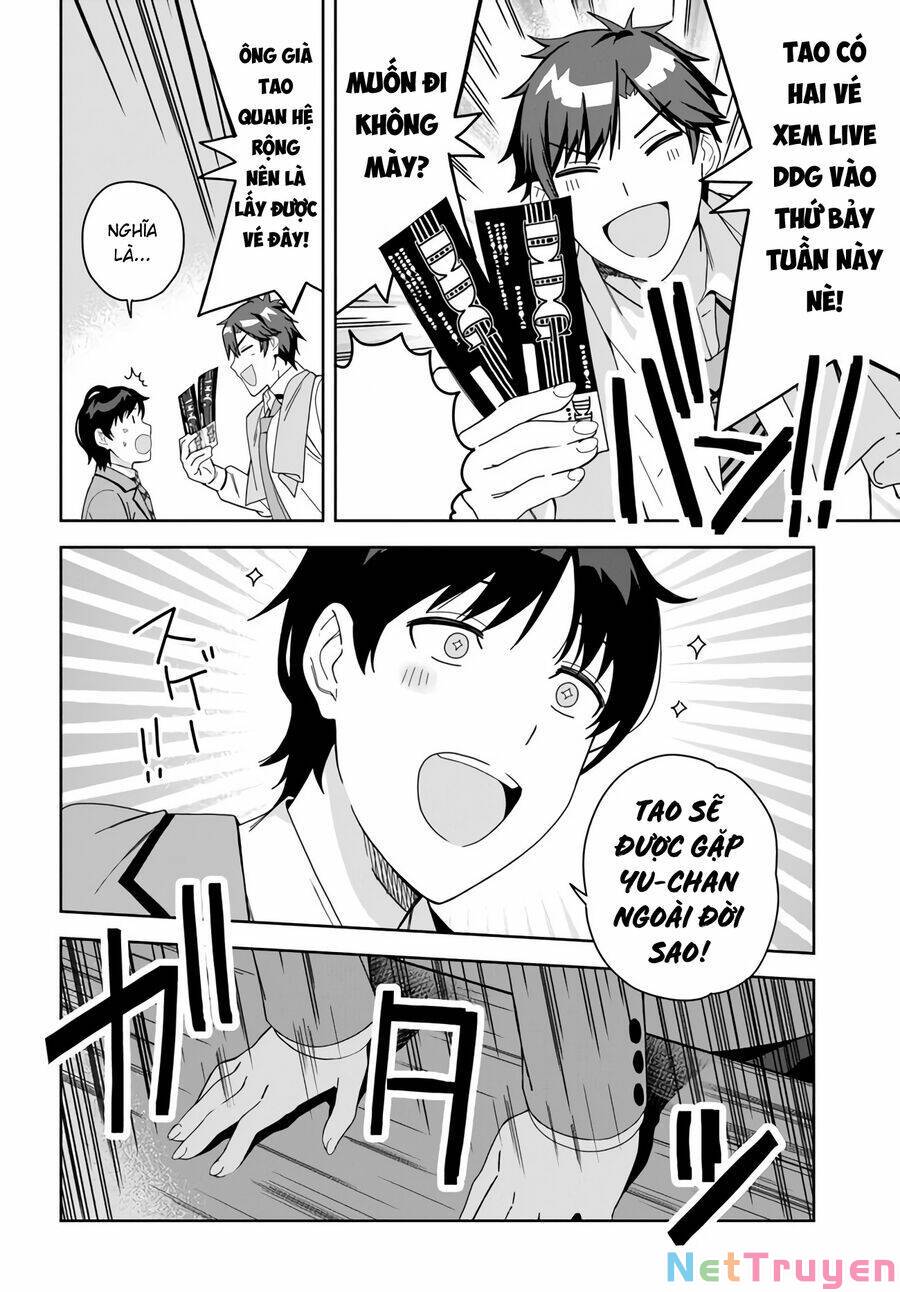 TAO CÓ
HAI VÉ
XEM LIVE
DDG VÀO
THỨ BẢY
TUẦN NÀY
NÈ!
MUỐN ĐI
KHÔNG
MÀY?
バンッ!!
ÔNG GIÀ
TAO
QUAN HỆ
RỘNG
NÊN LÀ
LẤY ĐƯỢC
VÉ ĐÂY!
NGHĨA
LÀ...
スゲー!!
TAO SẼ
ĐƯỢC GẶP
YU-CHAN
NGOÀI ĐỜI
SAO!
ガタッ
NetTruyen